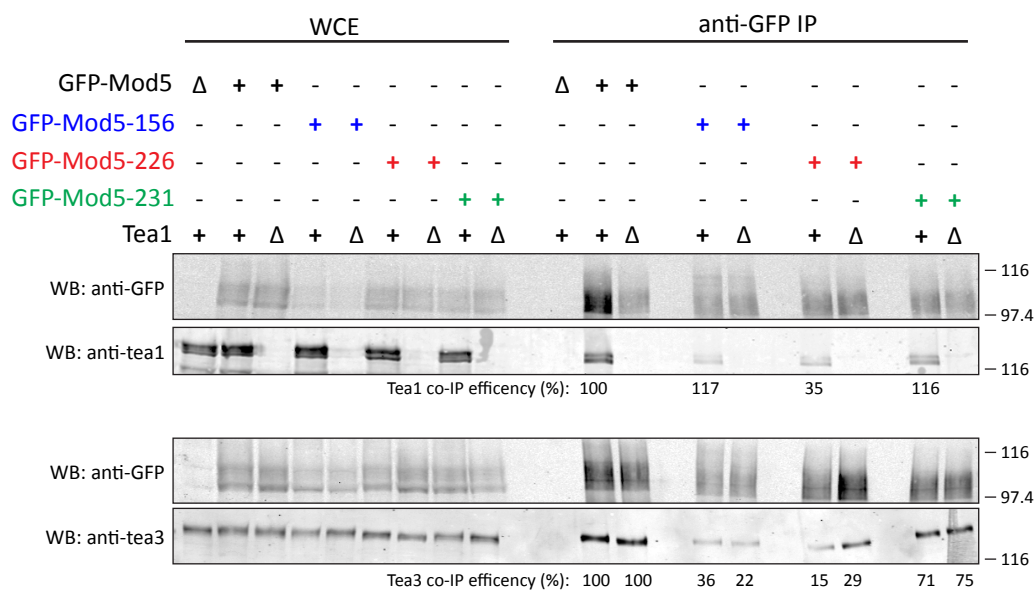 WCE anti-GFP IP
GFP-Mod5 Δ + + - - - - - - Δ + + - - - - - -
GFP-Mod5-156 - - - + + - - - - - - - + + - - - -
GFP-Mod5-226 - - - - - + + - - - - - - - + + - -
GFP-Mod5-231 - - - - - - - + + - - - - - - - + +
Tea1 + + Δ + Δ + Δ + Δ + + Δ + Δ + Δ + Δ
WB: anti-GFP – 116
– 97.4
WB: anti-tea1
– 116
Tea1 co-IP efficency (%): 100 117 35 116
WB: anti-GFP – 116
– 97.4
WB: anti-tea3
– 116
Tea3 co-IP efficency (%): 100 100 36 22 15 29 71 75